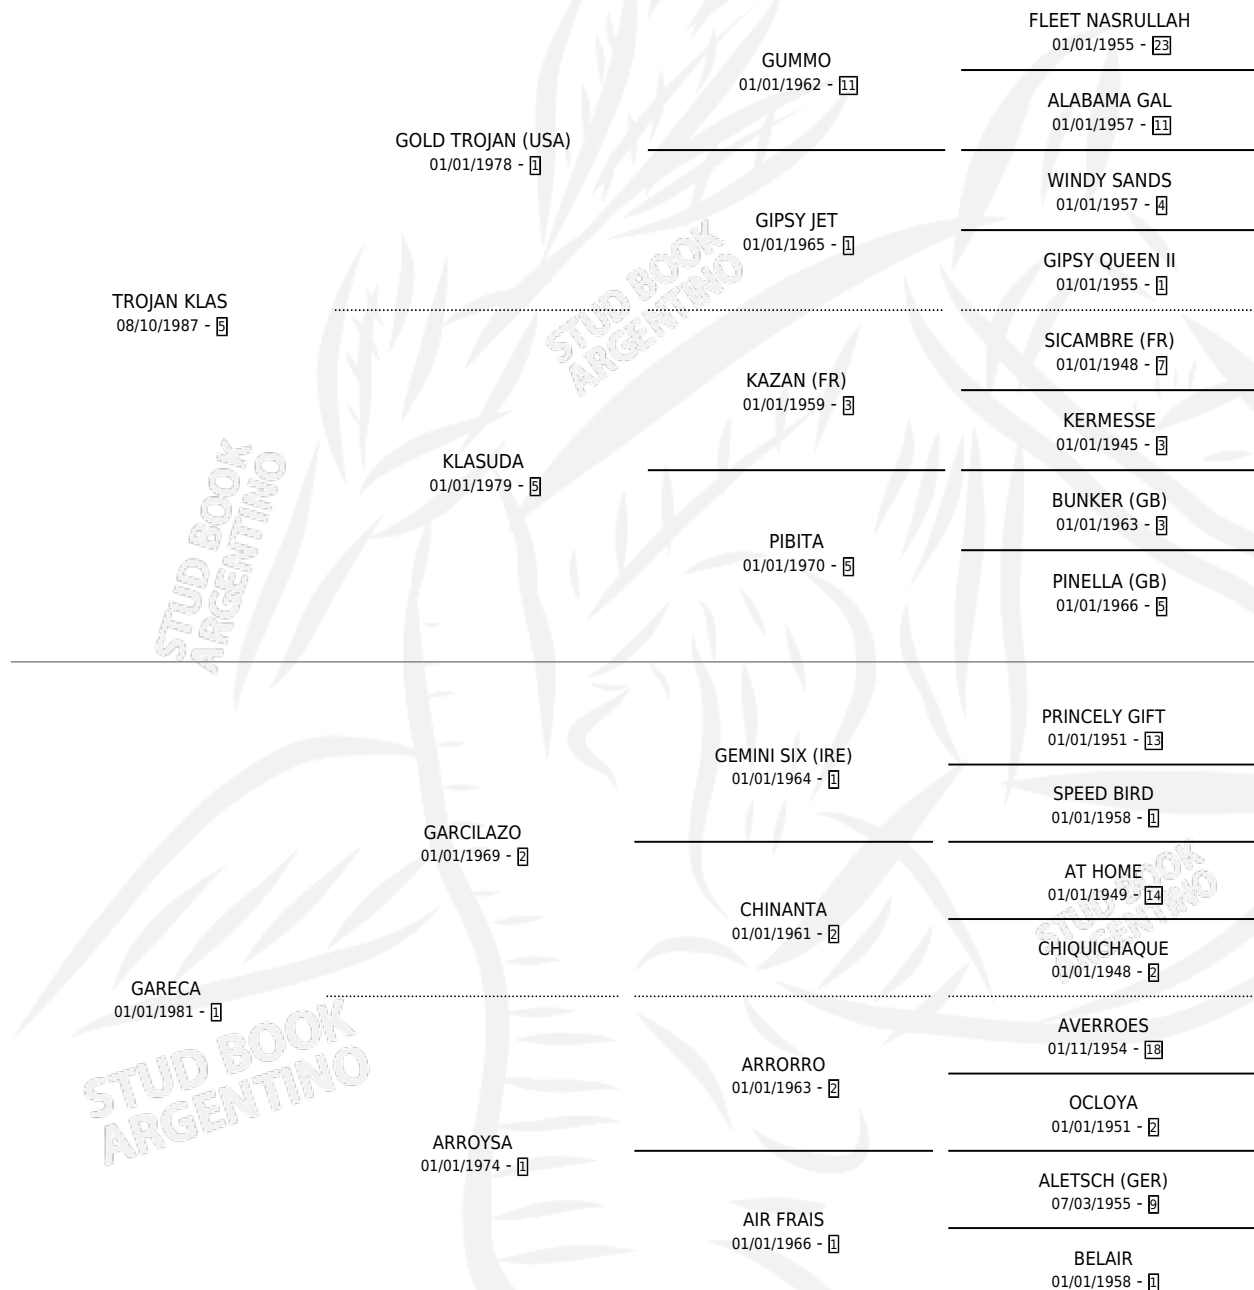 FLEET NASRULLAH
01/01/1955 - 23
GUMMO
01/01/1962 - 11
ALABAMA GAL
01/01/1957 - 11
GOLD TROJAN (USA)
01/01/1978 - 1
WINDY SANDS
01/01/1957 - 4
GIPSY JET
01/01/1965 - 1
GIPSY QUEEN II
01/01/1955 - 1
TROJAN KLAS
08/10/1987 - 5
SICAMBRE (FR)
01/01/1948 - 7
KAZAN (FR)
01/01/1959 - 3
KERMESSE
01/01/1945 - 3
KLASUDA
01/01/1979 - 5
BUNKER (GB)
01/01/1963 - 3
PIBITA
01/01/1970 - 5
PINELLA (GB)
01/01/1966 - 5
PRINCELY GIFT
01/01/1951 - 13
GEMINI SIX (IRE)
01/01/1964 - 1
SPEED BIRD
01/01/1958 - 1
GARCILAZO
01/01/1969 - 2
AT HOME
01/01/1949 - 14
CHINANTA
01/01/1961 - 2
CHIQUICHAQUE
01/01/1948 - 2
GARECA
01/01/1981 - 1
AVERROES
01/11/1954 - 18
ARRORRO
01/01/1963 - 2
OCLOYA
01/01/1951 - 2
ARROYSA
01/01/1974 - 1
ALETSCH (GER)
07/03/1955 - 9
AIR FRAIS
01/01/1966 - 1
BELAIR
01/01/1958 - 1
STUD BOOK
ARGENTINO
STUD BOOK
ARGENTINO
STUD BOOK
ARGENTINO
STUD BOOK
ARGENTINO